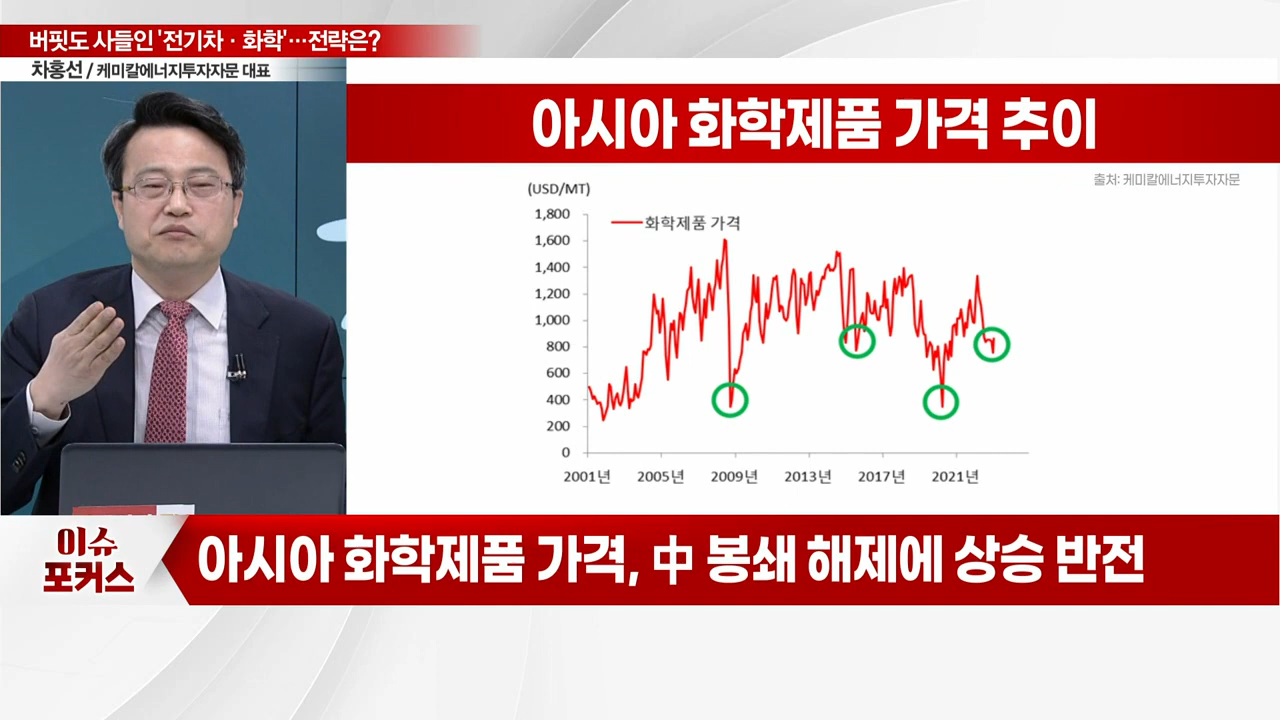 버핏도 사들인 '전기차·화학'…전략은?
차홍선 / 케미칼에너지투자자문 대표
아시아 화학제품 가격 추이
출처: 케미칼에너지투자자문
(USD/MT)
화학제품 가격
1,800
1,600
1,400
1,200
1,000
800
600
400
200
0
2001년 2005년 2009년 2013년 2017년 2021년
이슈
포커스
아시아 화학제품 가격, 中 봉쇄 해제에 상승 반전